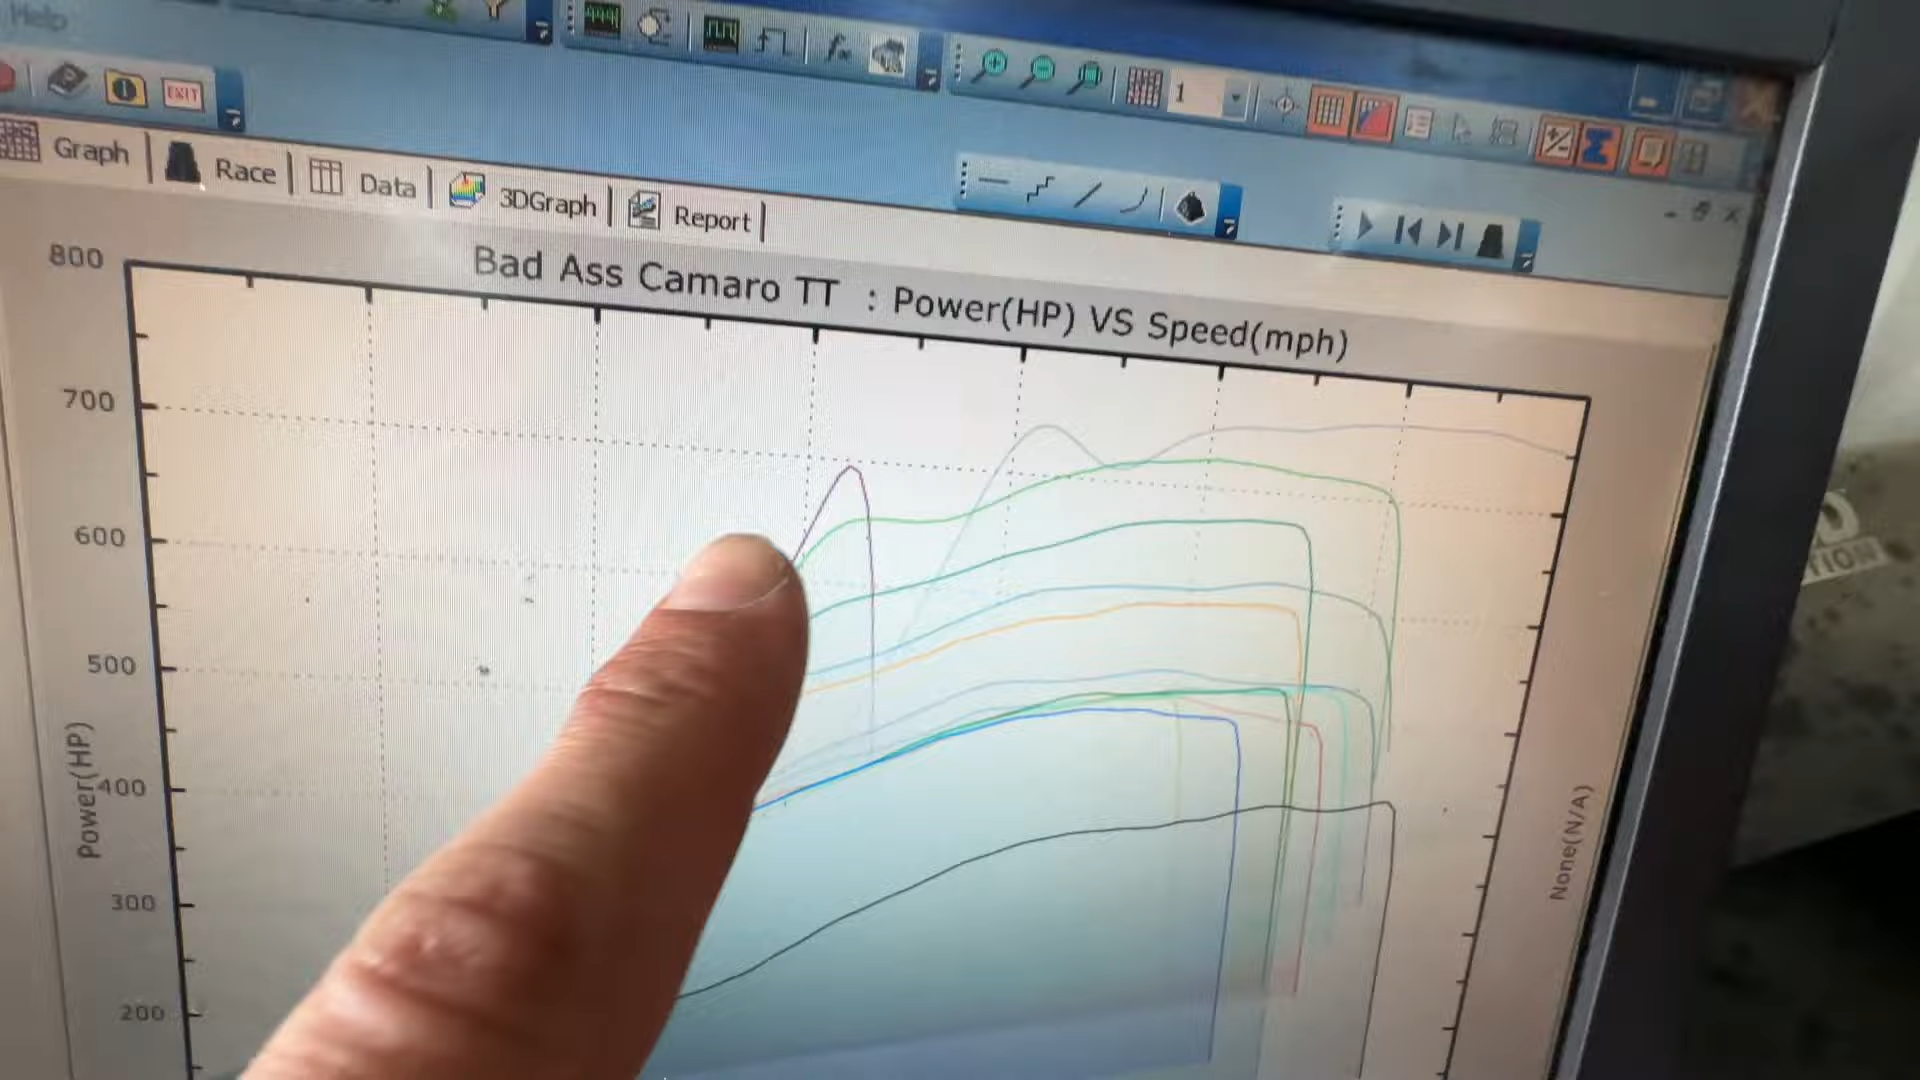 Help
1
EXIT
Graph
Race
Data
3DGraph
Report
Bad Ass Camaro TT : Power(HP) VS Speed(mph)
800
700
600
500
400
300
200
Power(HP)
None(N/A)
TION